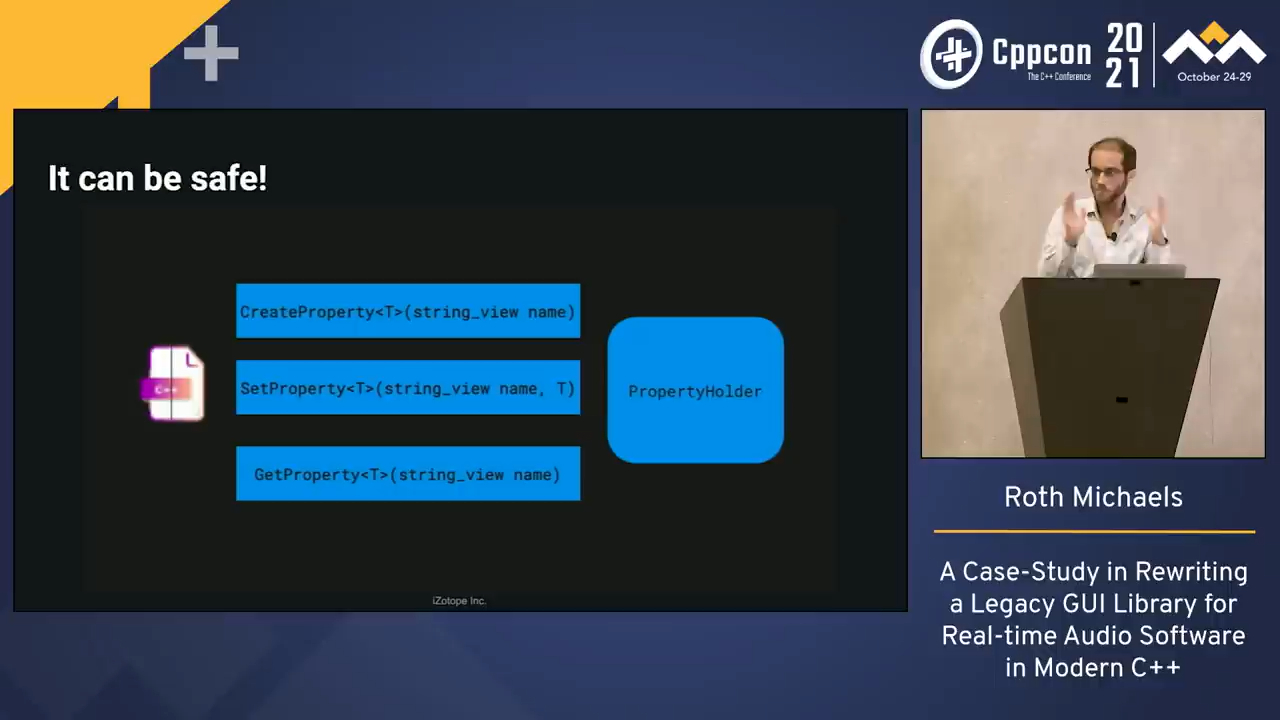 Cppcon
The C++ Conference
20
21
October 24-29
It can be safe!
CreateProperty<T>(string_view name)
SetProperty<T>(string_view name, T)
GetProperty<T>(string_view name)
C++
PropertyHolder
iZotope Inc.
Roth Michaels
A Case-Study in Rewriting
a Legacy GUI Library for
Real-time Audio Software
in Modern C++